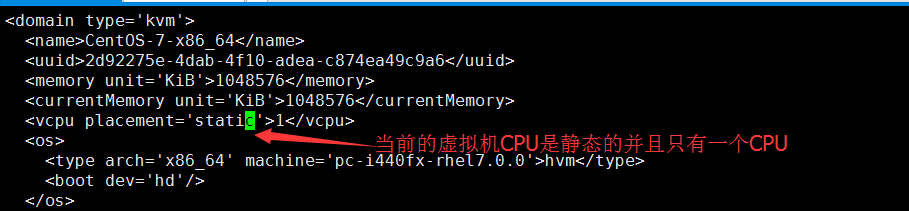 <domain type='kvm'>
  <name>CentOS-7-x86_64</name>
  <uuid>2d92275e-4dab-4f10-adea-c874ea49c9a6</uuid>
  <memory unit='KiB'>1048576</memory>
  <currentMemory unit='KiB'>1048576</currentMemory>
  <vcpu placement='static'>1</vcpu>
  <os>
当前的虚拟机CPU是静态的并且只有一个CPU
    <type arch='x86_64' machine='pc-i440fx-rhel7.0.0'>hvm</type>
    <boot dev='hd'/>
  </os>